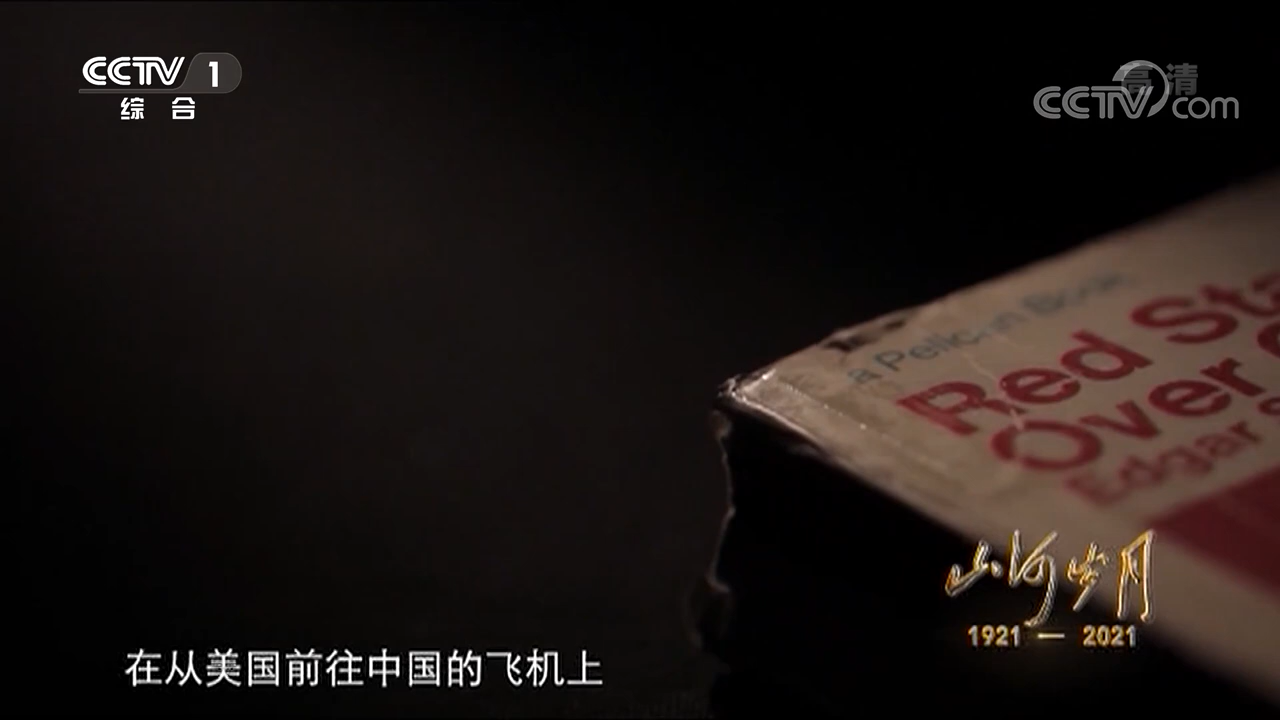 CCTV 1
综合
高清
CCTV.com
a Pelican Book
Red Sta
Over
Edgar
山河岁月
1921 — 2021
在从美国前往中国的飞机上